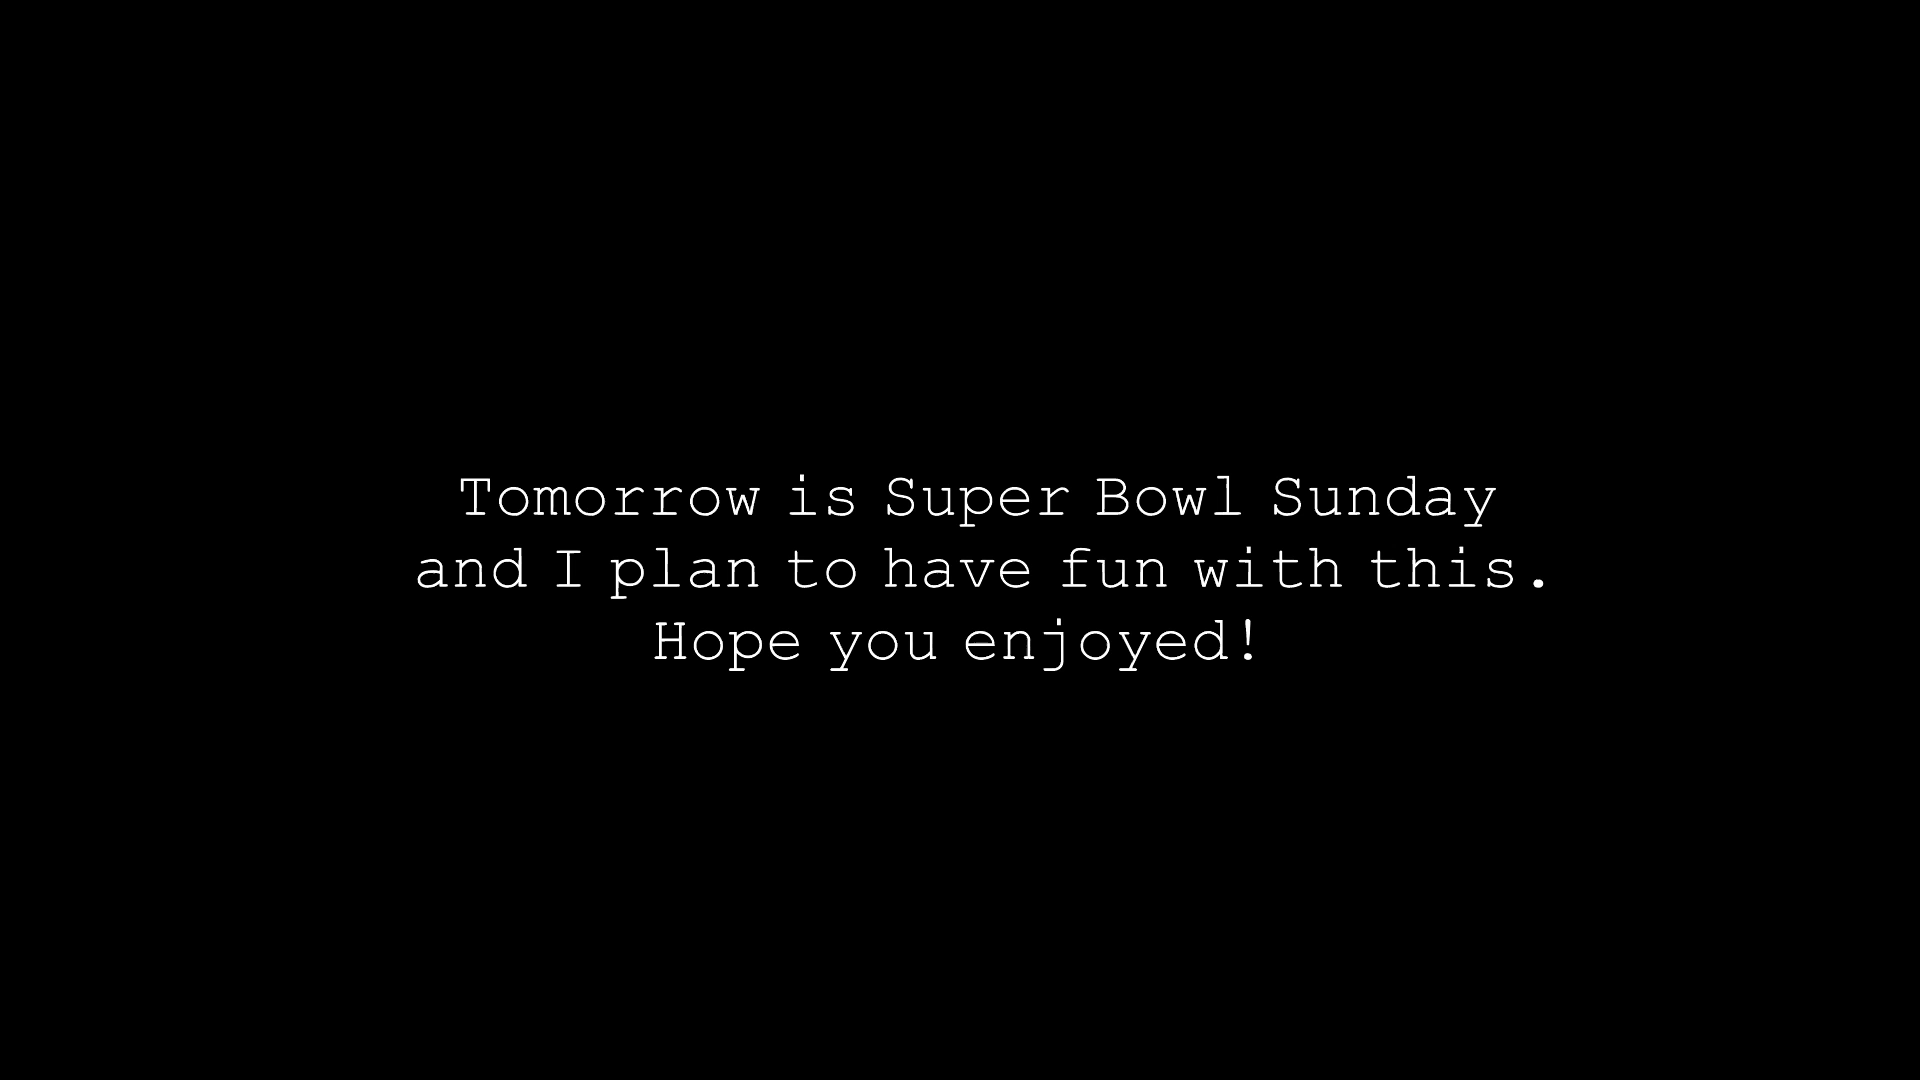 Tomorrow is Super Bowl Sunday
and I plan to have fun with this.
Hope you enjoyed!